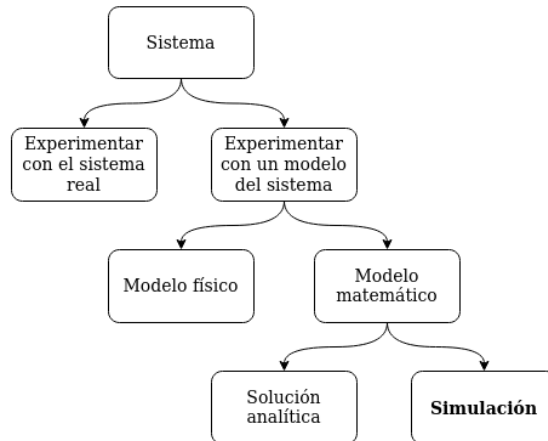 Sistema
Experimentar
con el sistema
real
Experimentar
con un modelo
del sistema
Modelo físico
Modelo
matemático
Solución
analítica
Simulación